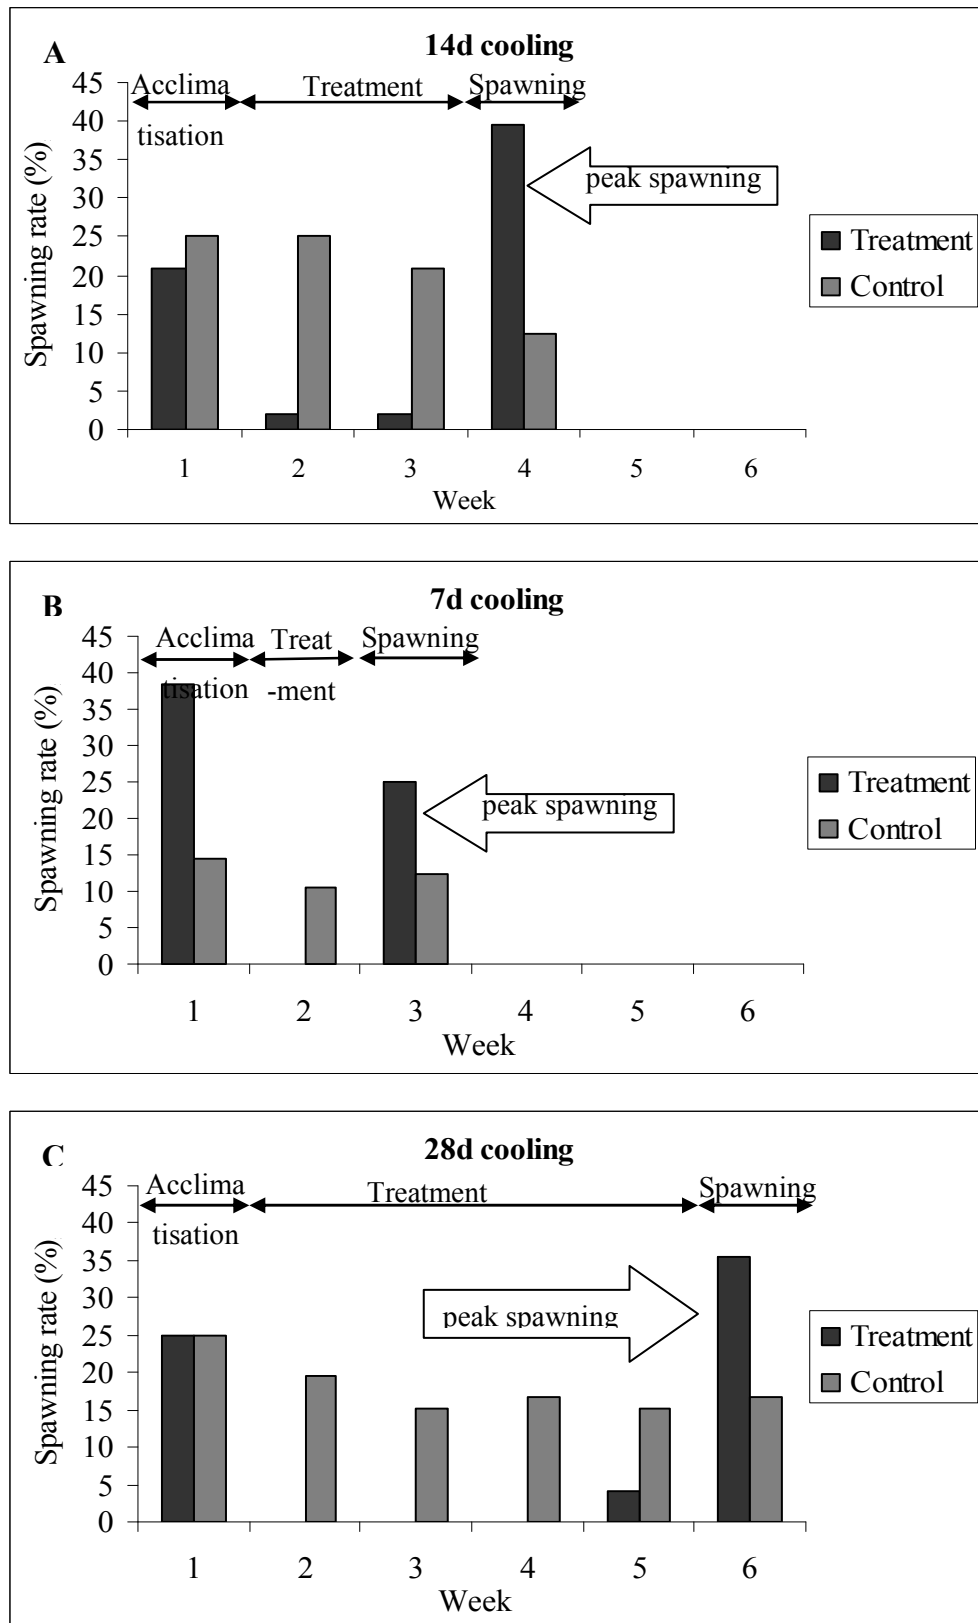 A
14d cooling
Acclima
Treatment
Spawning
tisation
45
40
35
30
25
20
15
10
5
0
Spawning rate (%)
peak spawning
Treatment
Control
1 2 3 4 5 6
Week
B
7d cooling
Acclima
Treat
Spawning
tisation
-ment
45
40
35
30
25
20
15
10
5
0
Spawning rate (%)
peak spawning
Treatment
Control
1 2 3 4 5 6
Week
C
28d cooling
Acclima
Treatment
Spawning
tisation
45
40
35
30
25
20
15
10
5
0
Spawning rate (%)
peak spawning
Treatment
Control
1 2 3 4 5 6
Week